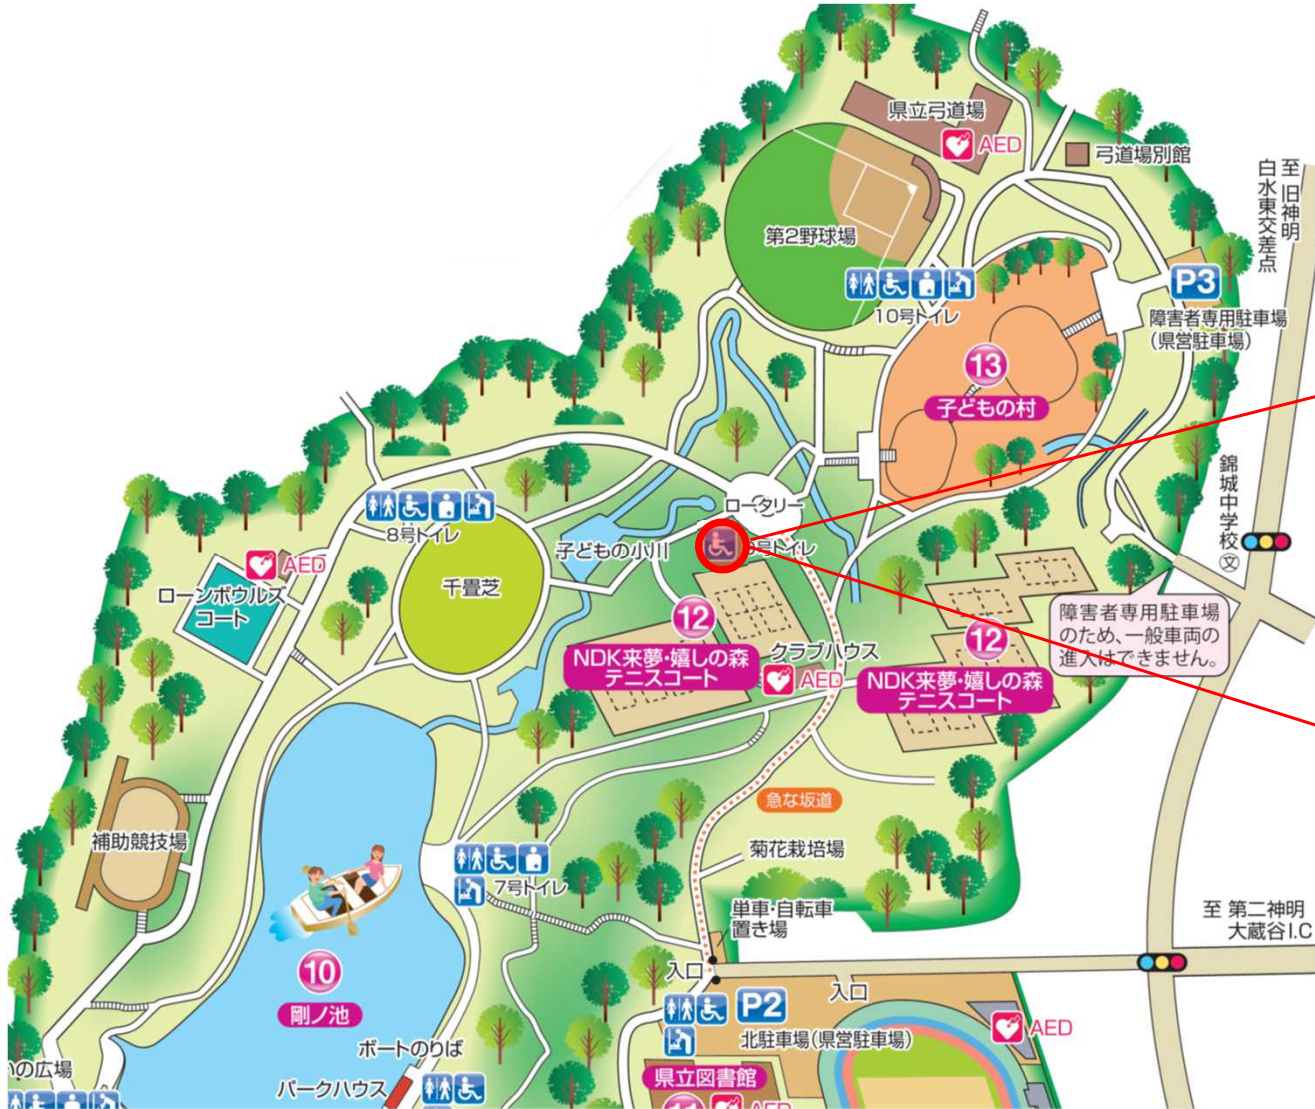 県立弓道場
AED
弓道場別館
至 旧神明
白水東交差点
第2野球場
P3
10号トイレ
障害者専用駐車場
(県営駐車場)
13
子どもの村
錦城中学校
文
ロータリー
8号トイレ
子どもの小川
号トイレ
AED
千畳芝
ローンボウルズ
コート
障害者専用駐車場
のため、一般車両の
進入はできません。
12
NDK来夢・嬉しの森
テニスコート
クラブハウス
AED
12
NDK来夢・嬉しの森
テニスコート
急な坂道
補助競技場
菊花栽培場
7号トイレ
単車・自転車
置き場
至 第二神明
大蔵谷I.C
入口
入口
10
剛ノ池
P2
北駐車場(県営駐車場)
AED
ボートのりば
の広場
パークハウス
県立図書館
11
AED